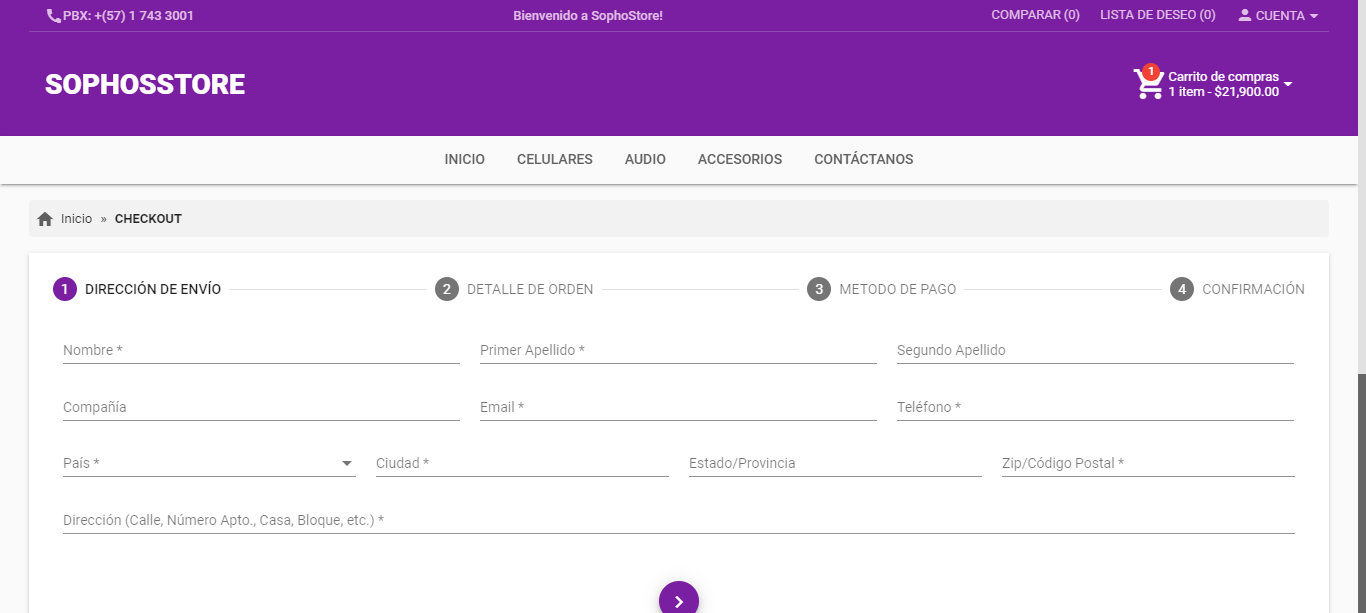 PBX: +(57) 1 743 3001 Bienvenido a SophoStore! COMPARAR (0) LISTA DE DESEO (0) CUENTA
SOPHOSSTORE
1 Carrito de compras
1 item - $21,900.00
INICIO CELULARES AUDIO ACCESORIOS CONTÁCTANOS
Inicio » CHECKOUT
1 DIRECCIÓN DE ENVÍO 2 DETALLE DE ORDEN 3 METODO DE PAGO 4 CONFIRMACIÓN
Nombre * Primer Apellido * Segundo Apellido
Compañía Email * Teléfono *
País * Ciudad * Estado/Provincia Zip/Código Postal *
Dirección (Calle, Número Apto., Casa, Bloque, etc.) *